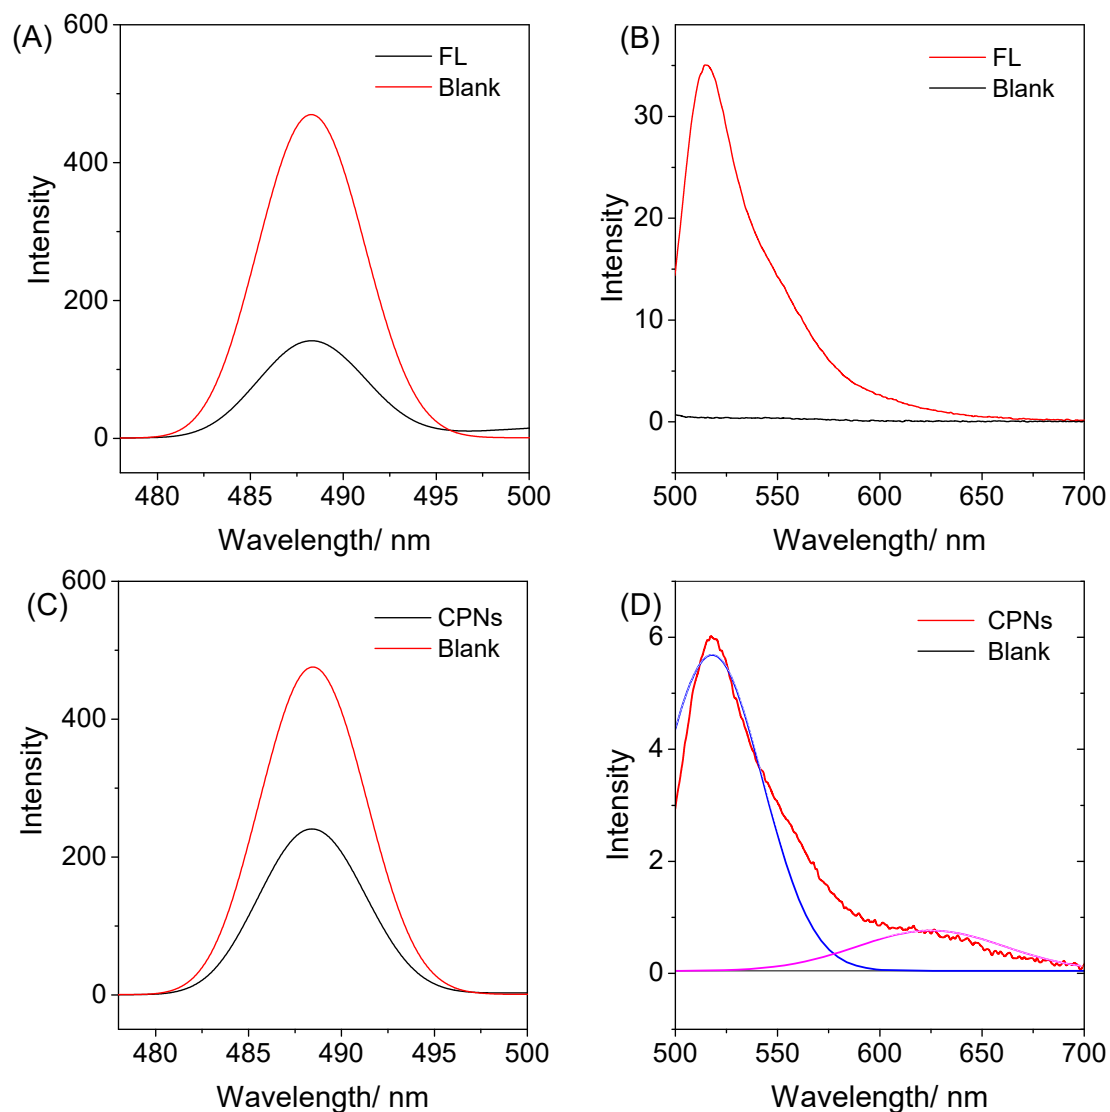 (A)
600
400
200
0
Intensity
FL
Blank
480 485 490 495 500
Wavelength/ nm
(B)
30
20
10
0
Intensity
FL
Blank
500 550 600 650 700
Wavelength/ nm
(C)
600
400
200
0
Intensity
CPNs
Blank
480 485 490 495 500
Wavelength/ nm
(D)
6
4
2
0
Intensity
CPNs
Blank
500 550 600 650 700
Wavelength/ nm